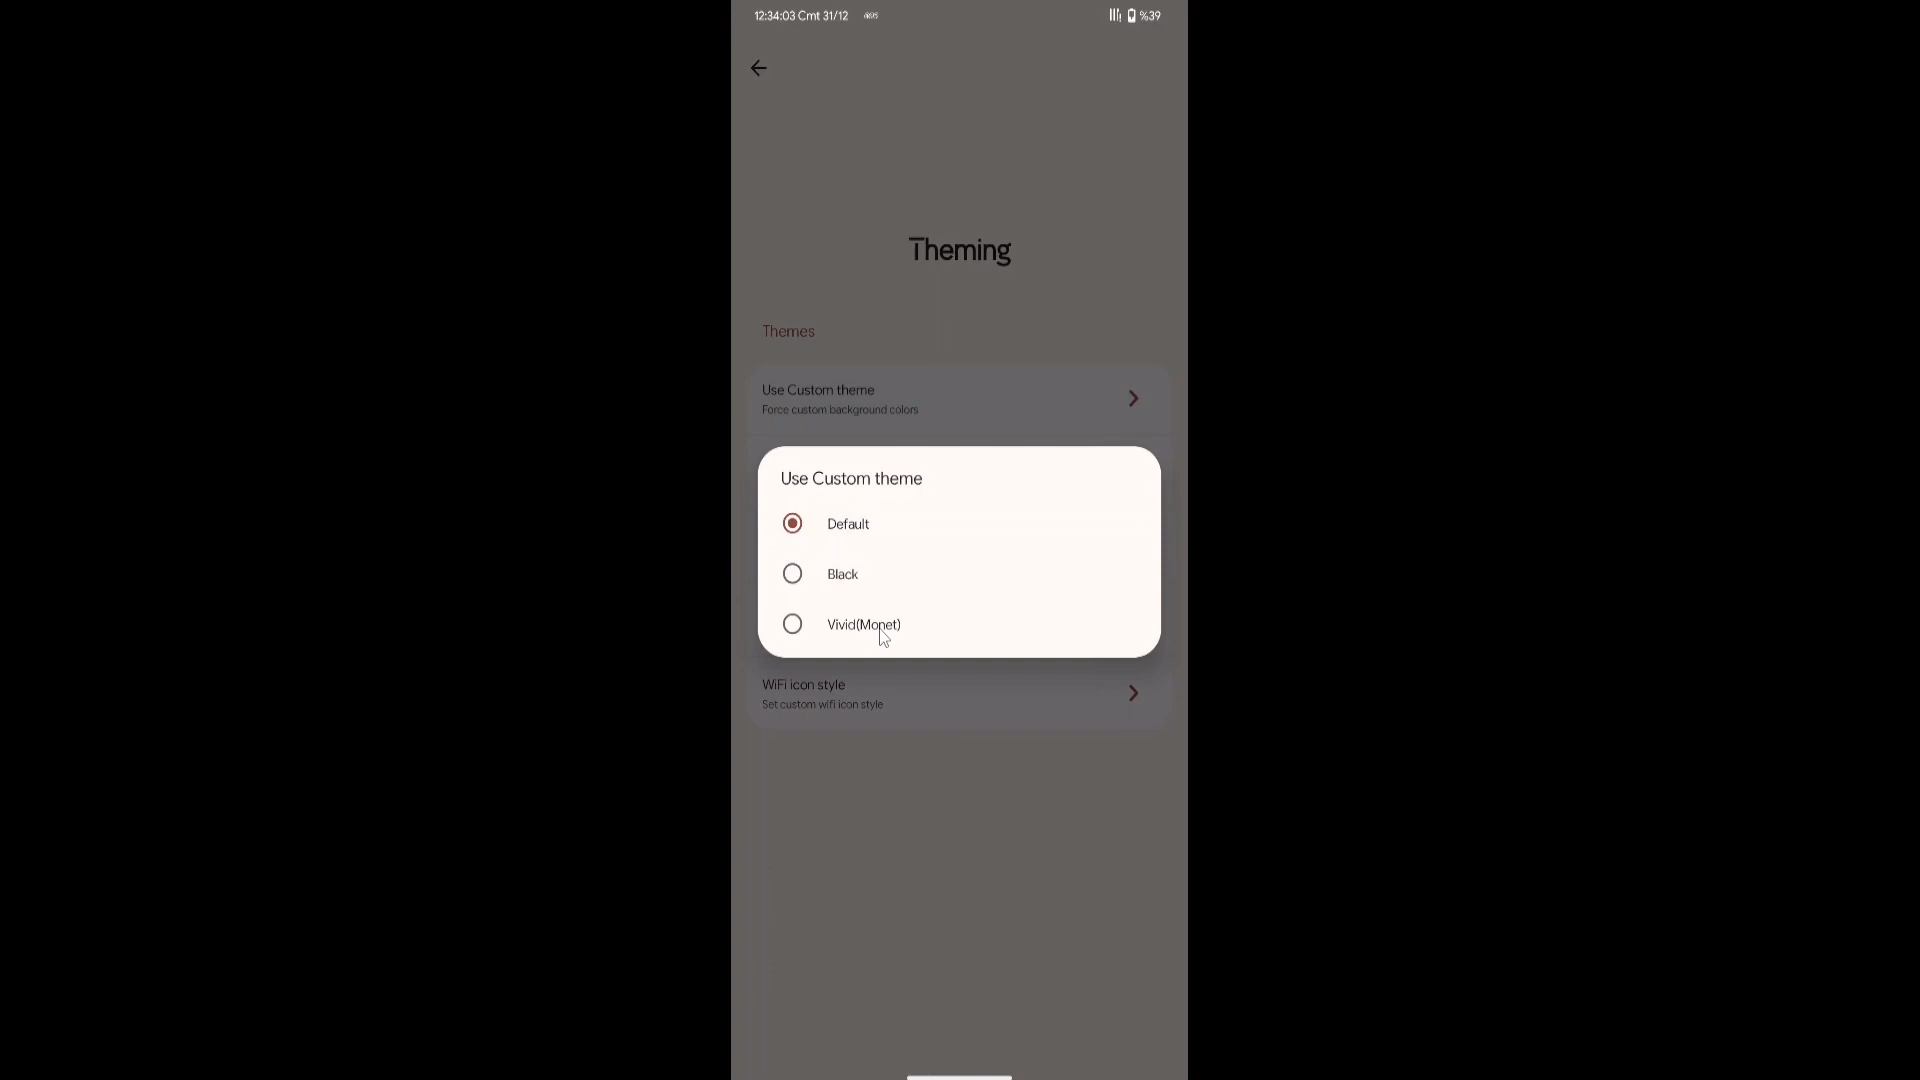 12:34:03 Cmt 31/12
%39
Theming
Themes
Use Custom theme
Force custom background colors
Use Custom theme
Default
Black
Vivid(Monet)
WiFi icon style
Set custom wifi icon style